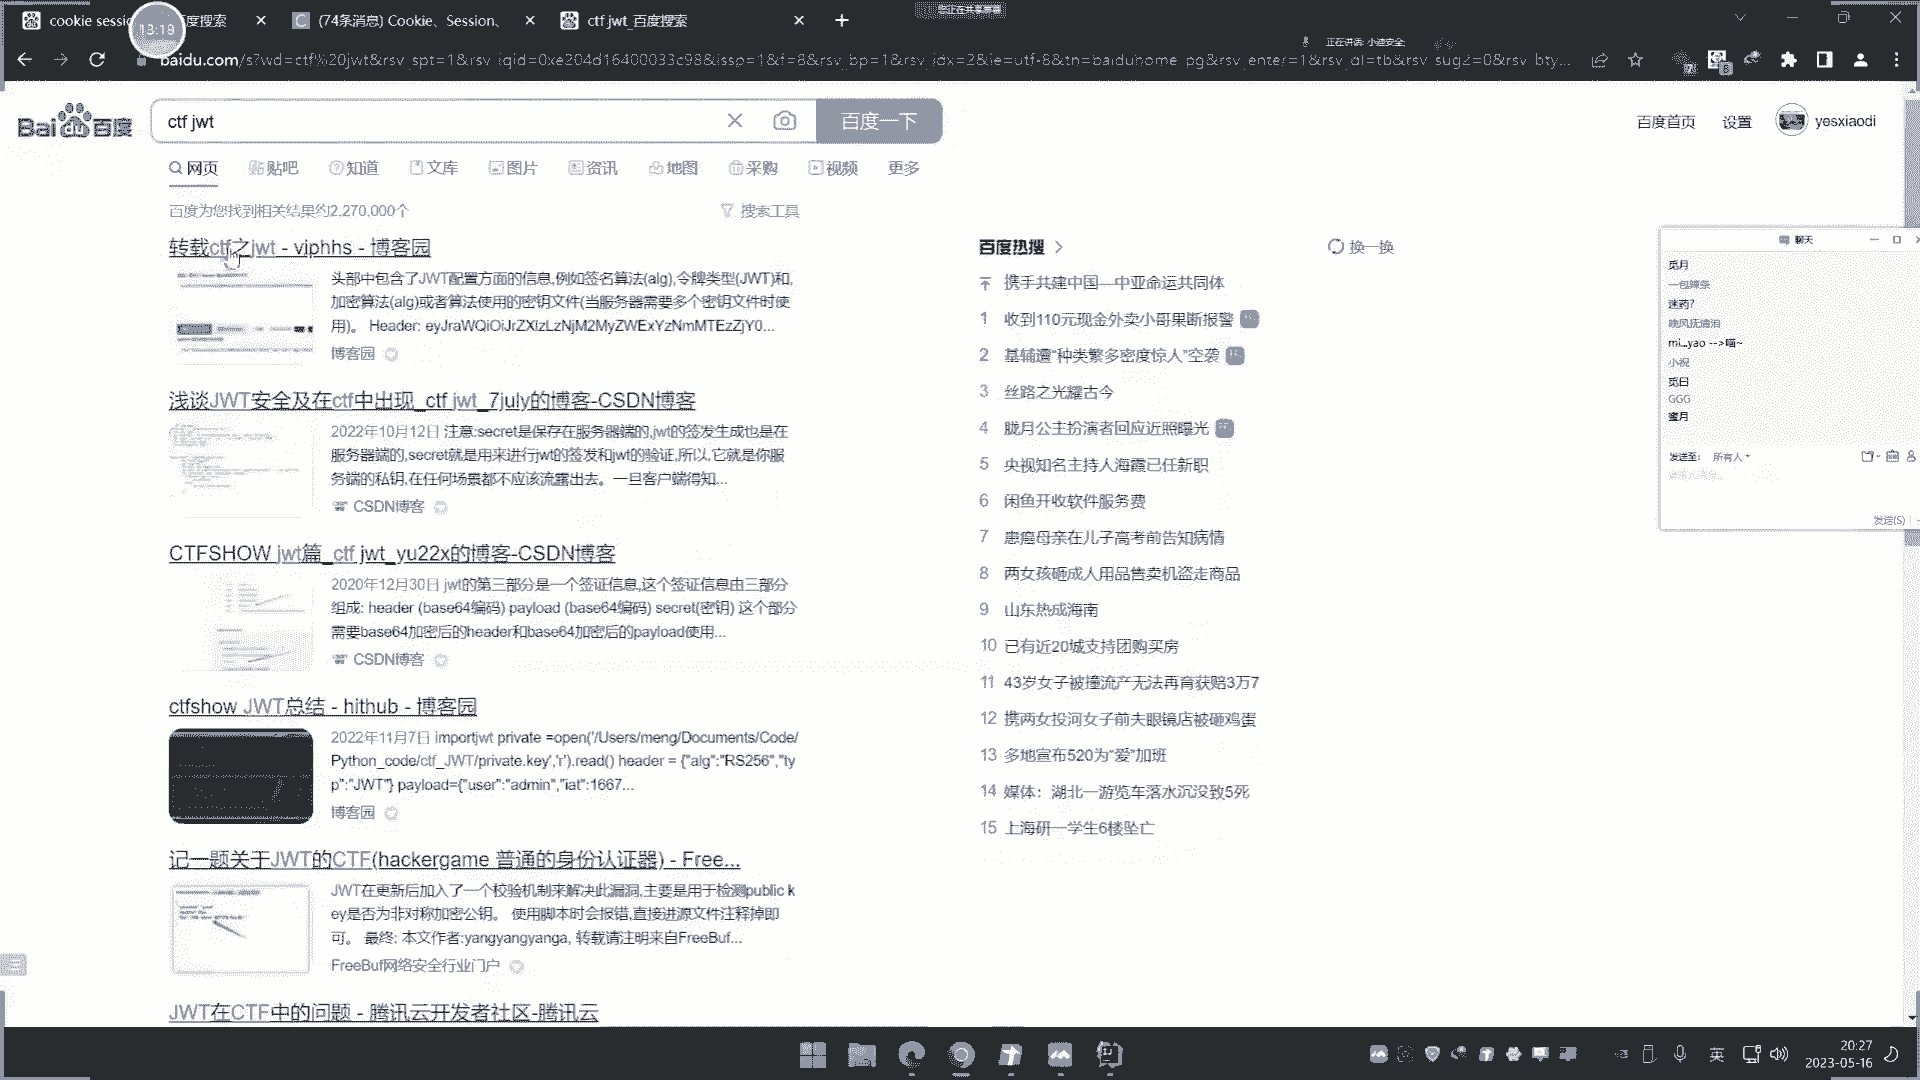 百度搜索
(74条消息) Cookie、Session、
ctf jwt_百度搜索
13:19
您正在共享屏幕
正在讲话: 小迪安全;
baidu.com/s?wd=ctf%20jwt&rsv_spt=1&rsv_iqid=0xe204d16400033c98&issp=1&f=8&rsv_bp=1&rsv_idx=2&ie=utf-8&tn=baiduhome_pg&rsv_enter=1&rsv_dl=tb&rsv_sug2=0&rsv_bty...
Bai 百度
ctf jwt
百度一下
百度首页
设置
yesxiaodi
网页
贴吧
知道
文库
图片
资讯
地图
采购
视频
更多
百度为您找到相关结果约2,270,000个
搜索工具
转载ctf之jwt - viphhs - 博客园
头部中包含了JWT配置方面的信息,例如签名算法(alg),令牌类型(JWT)和,
加密算法(alg)或者算法使用的密钥文件(当服务器需要多个密钥文件时使
用)。 Header: eyJraWQiOiJrZXlzLzNjM2MyZWExYzNmMTEzZjY0...
博客园
浅谈JWT安全及在ctf中出现_ctf jwt_7july的博客-CSDN博客
2022年10月12日 注意:secret是保存在服务器端的,jwt的签发生成也是在
服务器端的,secret就是用来进行jwt的签发和jwt的验证,所以,它就是你服
务端的私钥,在任何场景都不应该流露出去。一旦客户端得知...
CSDN博客
CTFSHOW jwt篇_ctf jwt_yu22x的博客-CSDN博客
2020年12月30日 jwt的第三部分是一个签证信息,这个签证信息由三部分
组成: header (base64编码) payload (base64编码) secret(密钥) 这个部分
需要base64加密后的header和base64加密后的payload使用...
CSDN博客
ctfshow JWT总结 - hithub - 博客园
2022年11月7日 importjwt private =open('/Users/meng/Documents/Code/
Python_code/ctf_JWT/private.key','r').read() header = {"alg":"RS256","ty
p":"JWT"} payload={"user":"admin","iat":1667...
博客园
记一题关于JWT的CTF(hackergame 普通的身份认证器) - Free...
JWT在更新后加入了一个校验机制来解决此漏洞,主要是用于检测public k
ey是否为非对称加密公钥。 使用脚本时会报错,直接进源文件注释掉即
可。 最终: 本文作者:yangyangyanga, 转载请注明来自FreeBuf...
FreeBuf网络安全行业门户
JWT在CTF中的问题 - 腾讯云开发者社区-腾讯云
百度热搜
换一换
携手共建中国—中亚命运共同体
1 收到110元现金外卖小哥果断报警
2 基辅遭“种类繁多密度惊人”空袭
3 丝路之光耀古今
4 胧月公主扮演者回应近照曝光
5 央视知名主持人海霞已任新职
6 闲鱼开收软件服务费
7 患癌母亲在儿子高考前告知病情
8 两女孩砸成人用品售卖机盗走商品
9 山东热成海南
10 已有近20城支持团购买房
11 43岁女子被撞流产无法再育获赔3万7
12 携两女投河女子前夫眼镜店被砸鸡蛋
13 多地宣布520为“爱”加班
14 媒体：湖北一游览车落水沉没致5死
15 上海研一学生6楼坠亡
聊天
觅月
一包辣条
迷药?
晚风抚清泪
mi...yao -->喵~
小祝
觅曰
GGG
蜜月
发送至: 所有人
发送(S)
英
20:27
2023-05-16